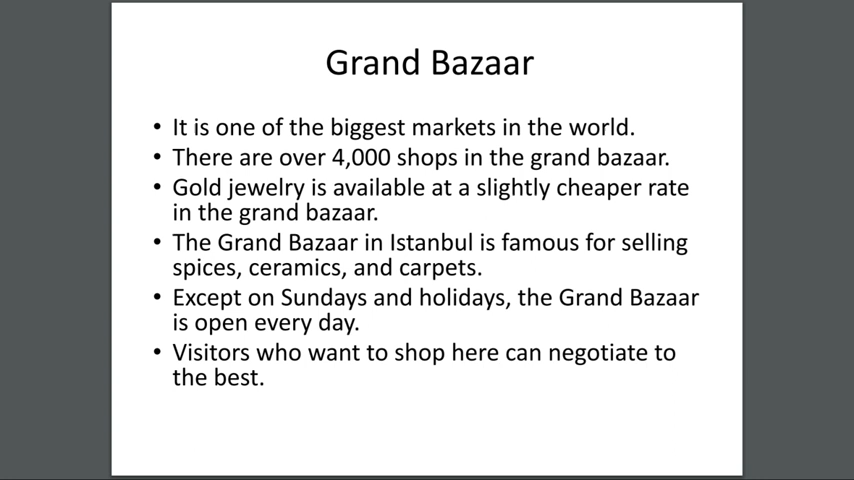 Grand Bazaar
• It is one of the biggest markets in the world.
• There are over 4,000 shops in the grand bazaar.
• Gold jewelry is available at a slightly cheaper rate
in the grand bazaar.
• The Grand Bazaar in Istanbul is famous for selling
spices, ceramics, and carpets.
• Except on Sundays and holidays, the Grand Bazaar
is open every day.
• Visitors who want to shop here can negotiate to
the best.